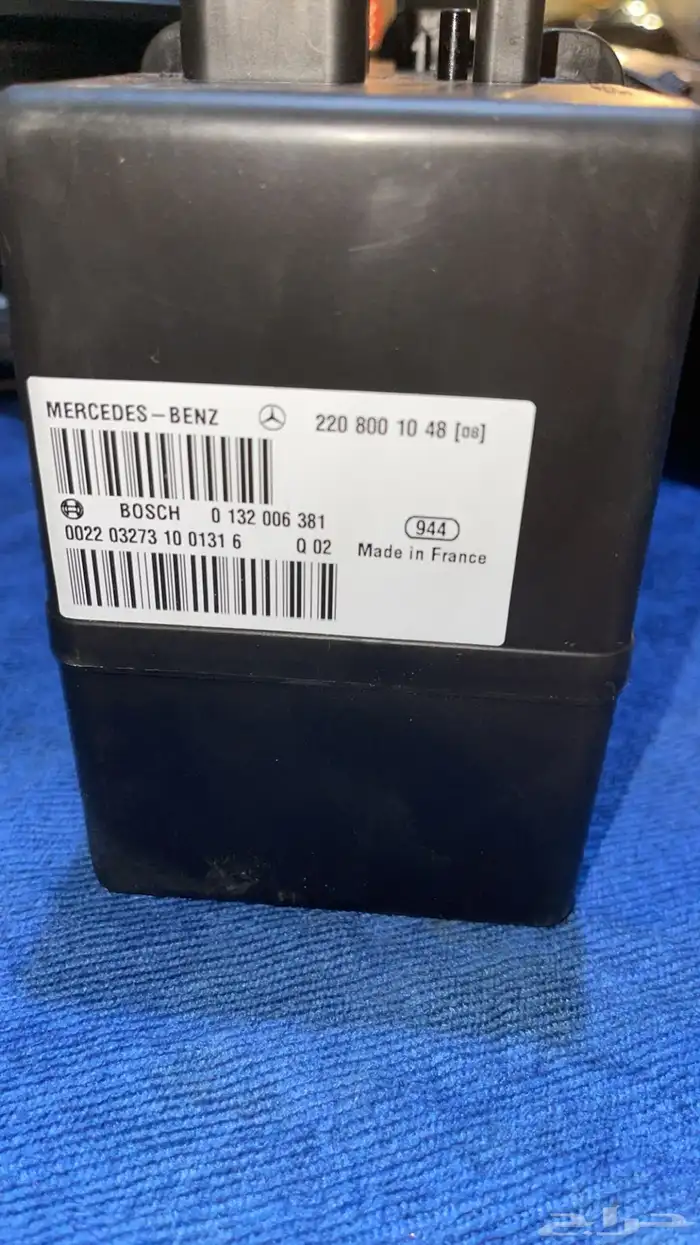 MERCEDES-BENZ 220 800 10 48 [08]
BOSCH 0 132 006 381
0022 03273 10 0131 6 Q 02
944
Made in France
حراج